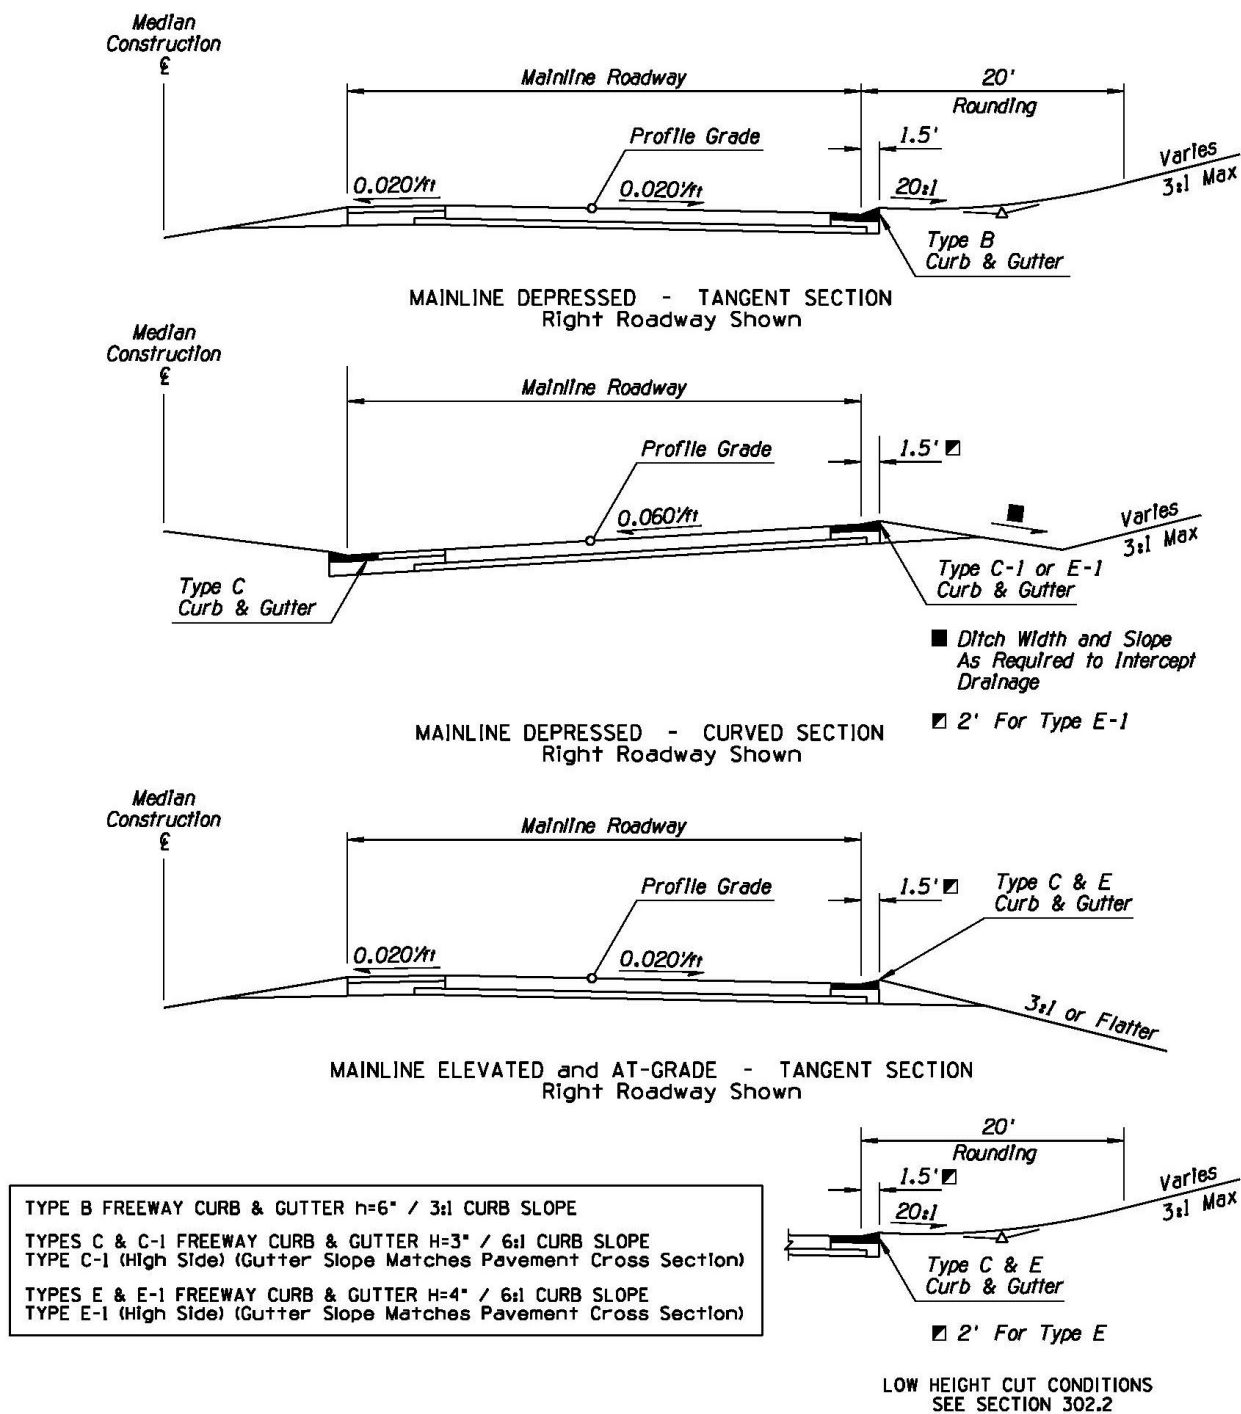 Median
Construction
℄
Mainline Roadway
20'
Rounding
Profile Grade
1.5'
0.020'/ft
0.020'/ft
20:1
Varies
3:1 Max
Type B
Curb & Gutter
MAINLINE DEPRESSED - TANGENT SECTION
Right Roadway Shown
Median
Construction
℄
Mainline Roadway
Profile Grade
1.5'
0.060'/ft
Varies
3:1 Max
Type C
Curb & Gutter
Type C-1 or E-1
Curb & Gutter
■ Ditch Width and Slope
As Required to Intercept
Drainage
◩ 2' For Type E-1
MAINLINE DEPRESSED - CURVED SECTION
Right Roadway Shown
Median
Construction
℄
Mainline Roadway
Profile Grade
1.5'
Type C & E
Curb & Gutter
0.020'/ft
0.020'/ft
3:1 or Flatter
MAINLINE ELEVATED and AT-GRADE - TANGENT SECTION
Right Roadway Shown
20'
Rounding
1.5'
20:1
Varies
3:1 Max
Type C & E
Curb & Gutter
◩ 2' For Type E
LOW HEIGHT CUT CONDITIONS
SEE SECTION 302.2
TYPE B FREEWAY CURB & GUTTER h=6" / 3:1 CURB SLOPE
TYPES C & C-1 FREEWAY CURB & GUTTER H=3" / 6:1 CURB SLOPE
TYPE C-1 (High Side) (Gutter Slope Matches Pavement Cross Section)
TYPES E & E-1 FREEWAY CURB & GUTTER H=4" / 6:1 CURB SLOPE
TYPE E-1 (High Side) (Gutter Slope Matches Pavement Cross Section)